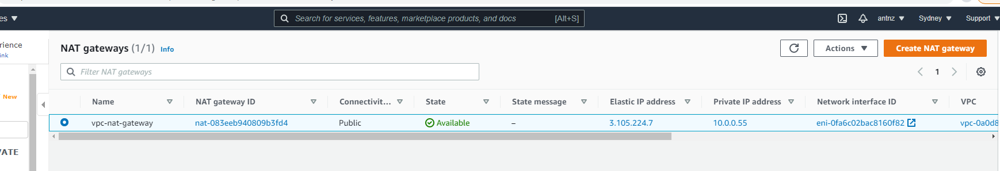 es
Search for services, features, marketplace products, and docs [Alt+S]
antnz Sydney Support
rience
ink
New
VATE
NAT gateways (1/1) Info
Actions
Create NAT gateway
Filter NAT gateways
1
Name NAT gateway ID Connectivit... State State message Elastic IP address Private IP address Network interface ID VPC
vpc-nat-gateway nat-083eeb940809b3fd4 Public Available – 3.105.224.7 10.0.0.55 eni-0fa6c02bac8160f82 vpc-0a0d8